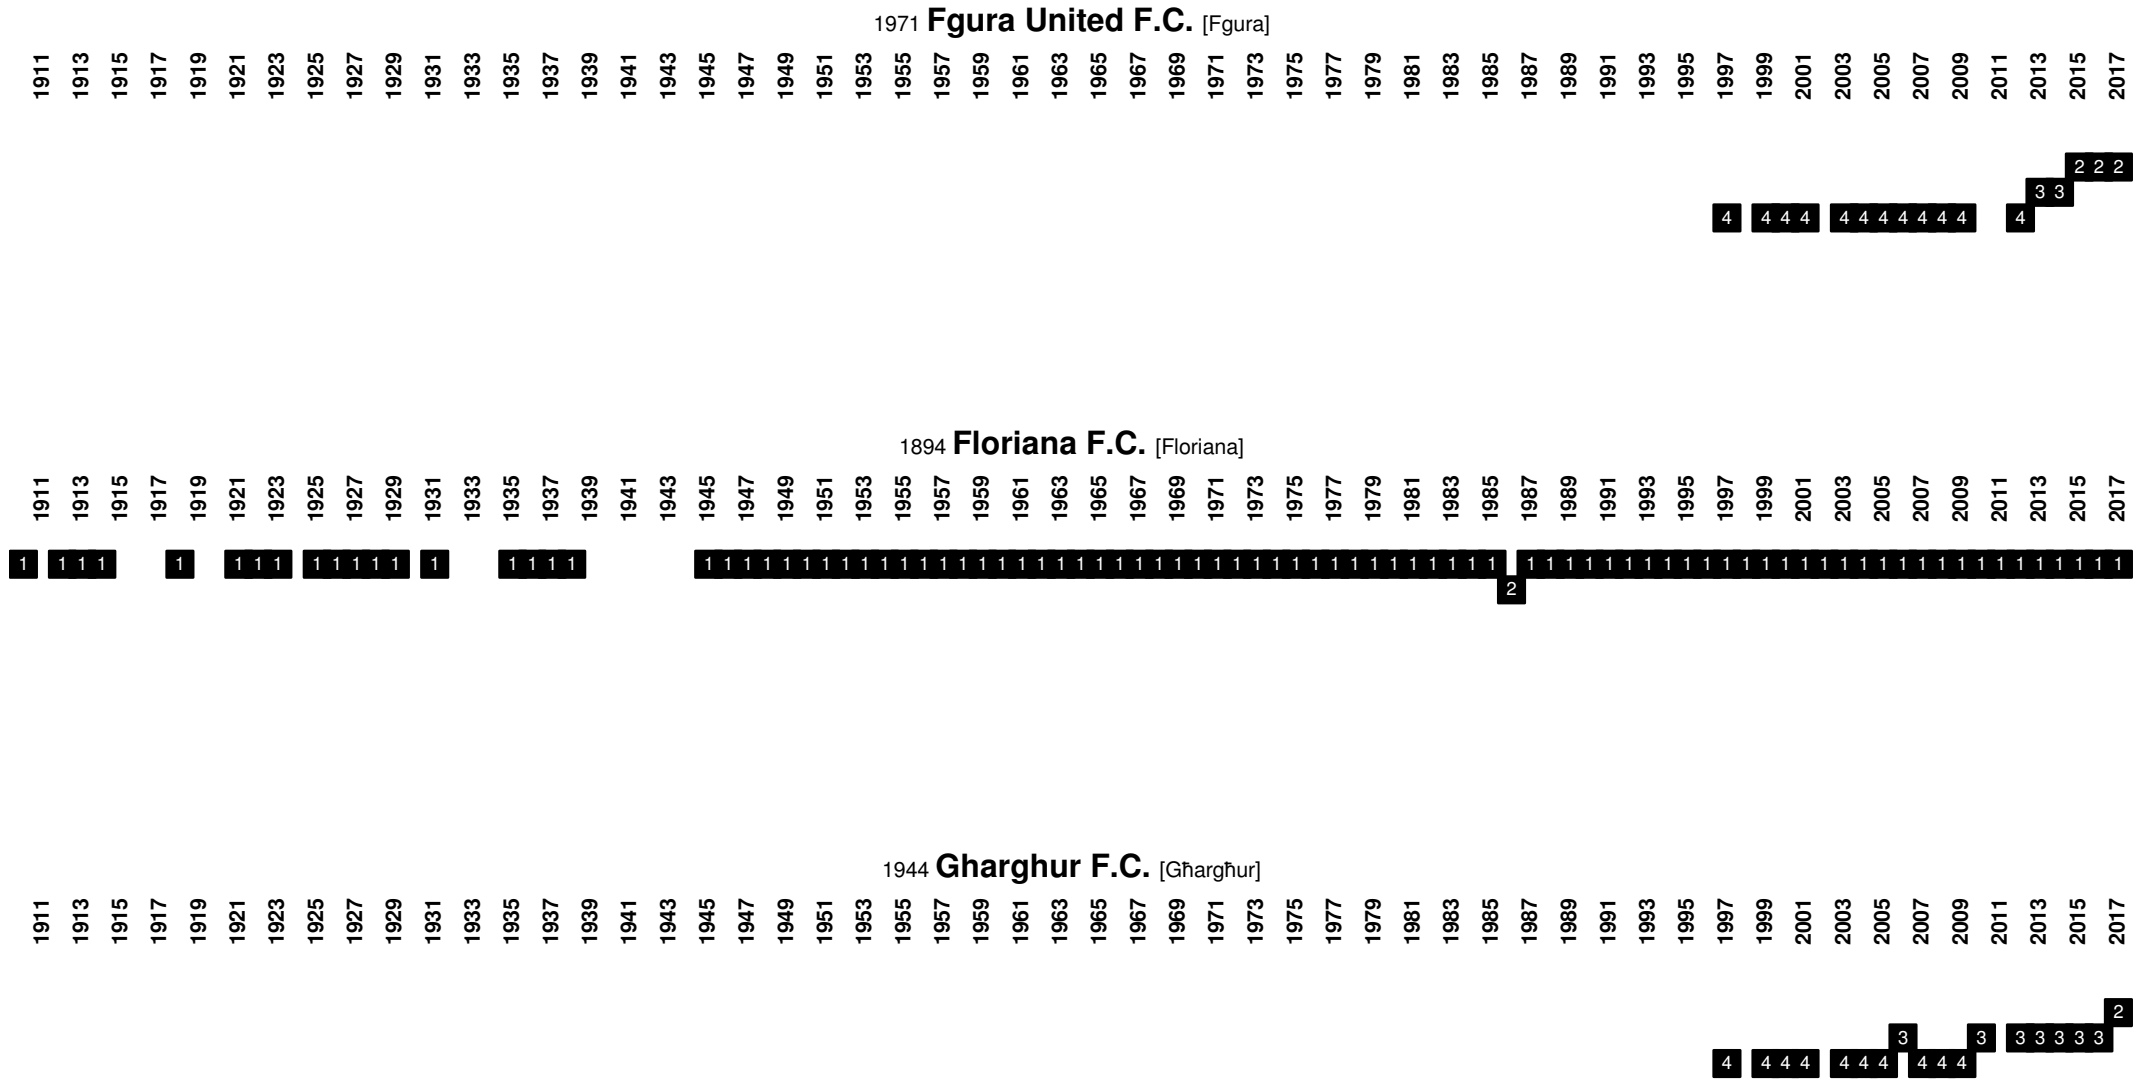 1971 Fgura United F.C. [Fgura]
1911 1913 1915 1917 1919 1921 1923 1925 1927 1929 1931 1933 1935 1937 1939 1941 1943 1945 1947 1949 1951 1953 1955 1957 1959 1961 1963 1965 1967 1969 1971 1973 1975 1977 1979 1981 1983 1985 1987 1989 1991 1993 1995 1997 1999 2001 2003 2005 2007 2009 2011 2013 2015 2017
2 2 2
3 3
4 4 4 4 4 4 4 4 4 4 4 4
1894 Floriana F.C. [Floriana]
1911 1913 1915 1917 1919 1921 1923 1925 1927 1929 1931 1933 1935 1937 1939 1941 1943 1945 1947 1949 1951 1953 1955 1957 1959 1961 1963 1965 1967 1969 1971 1973 1975 1977 1979 1981 1983 1985 1987 1989 1991 1993 1995 1997 1999 2001 2003 2005 2007 2009 2011 2013 2015 2017
1 1 1 1 1 1 1 1 1 1 1 1 1 1 1 1 1 1 1 1 1 1 1 1 1 1 1 1 1 1 1 1 1 1 1 1 1 1 1 1 1 1 1 1 1 1 1 1 1 1 1 1 1 1 1 1 1 1 1 1 1 1 1 1 1 1 1 1 1 1 1 1 1 1 1 1 1 1 1 1 1 1 1 1 1 1 1 1 1 1
2
1944 Gharghur F.C. [Għargħur]
1911 1913 1915 1917 1919 1921 1923 1925 1927 1929 1931 1933 1935 1937 1939 1941 1943 1945 1947 1949 1951 1953 1955 1957 1959 1961 1963 1965 1967 1969 1971 1973 1975 1977 1979 1981 1983 1985 1987 1989 1991 1993 1995 1997 1999 2001 2003 2005 2007 2009 2011 2013 2015 2017
2
3 3 3 3 3 3 3
4 4 4 4 4 4 4 4 4 4